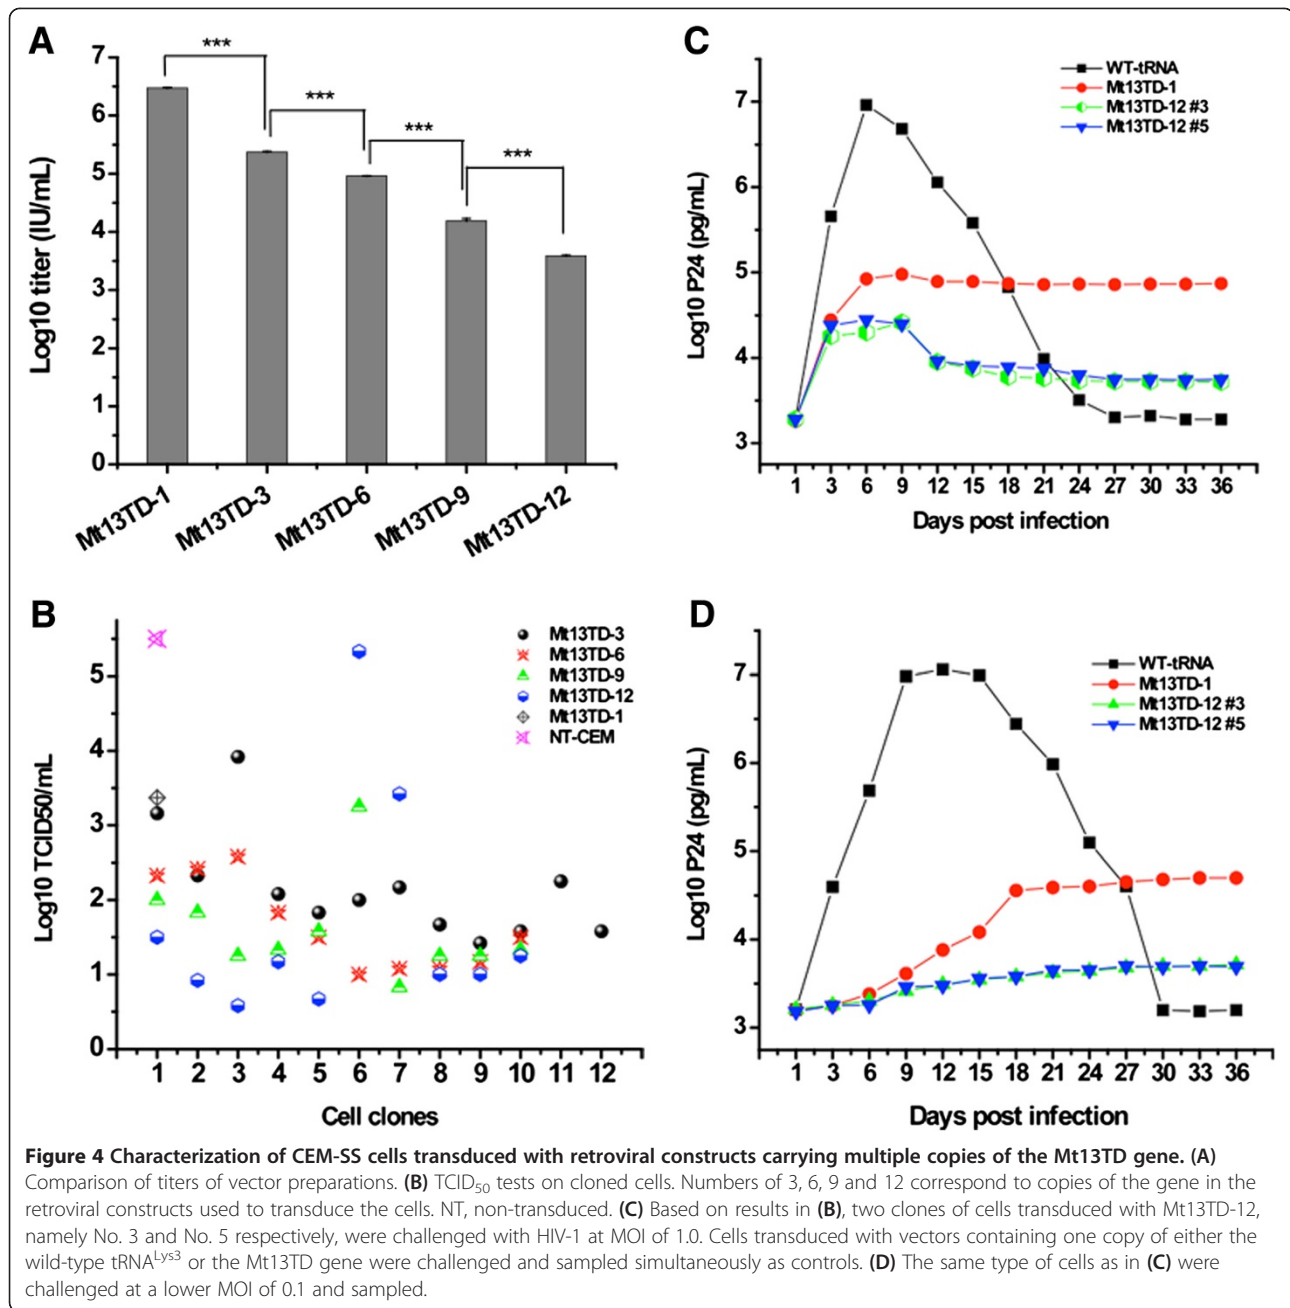 A
Log10 titer (IU/mL)
7
6
5
4
3
2
1
0
***
***
***
***
Mt13TD-1
Mt13TD-3
Mt13TD-6
Mt13TD-9
Mt13TD-12
C
Log10 P24 (pg/mL)
7
6
5
4
3
WT-tRNA
Mt13TD-1
Mt13TD-12 #3
Mt13TD-12 #5
1 3 6 9 12 15 18 21 24 27 30 33 36
Days post infection
B
Log10 TCID50/mL
5
4
3
2
1
0
Mt13TD-3
Mt13TD-6
Mt13TD-9
Mt13TD-12
Mt13TD-1
NT-CEM
1 2 3 4 5 6 7 8 9 10 11 12
Cell clones
D
Log10 P24 (pg/mL)
7
6
5
4
3
WT-tRNA
Mt13TD-1
Mt13TD-12 #3
Mt13TD-12 #5
1 3 6 9 12 15 18 21 24 27 30 33 36
Days post infection
Figure 4 Characterization of CEM-SS cells transduced with retroviral constructs carrying multiple copies of the Mt13TD gene. (A)
Comparison of titers of vector preparations. (B) TCID50 tests on cloned cells. Numbers of 3, 6, 9 and 12 correspond to copies of the gene in the
retroviral constructs used to transduce the cells. NT, non-transduced. (C) Based on results in (B), two clones of cells transduced with Mt13TD-12,
namely No. 3 and No. 5 respectively, were challenged with HIV-1 at MOI of 1.0. Cells transduced with vectors containing one copy of either the
wild-type tRNALys3 or the Mt13TD gene were challenged and sampled simultaneously as controls. (D) The same type of cells as in (C) were
challenged at a lower MOI of 0.1 and sampled.